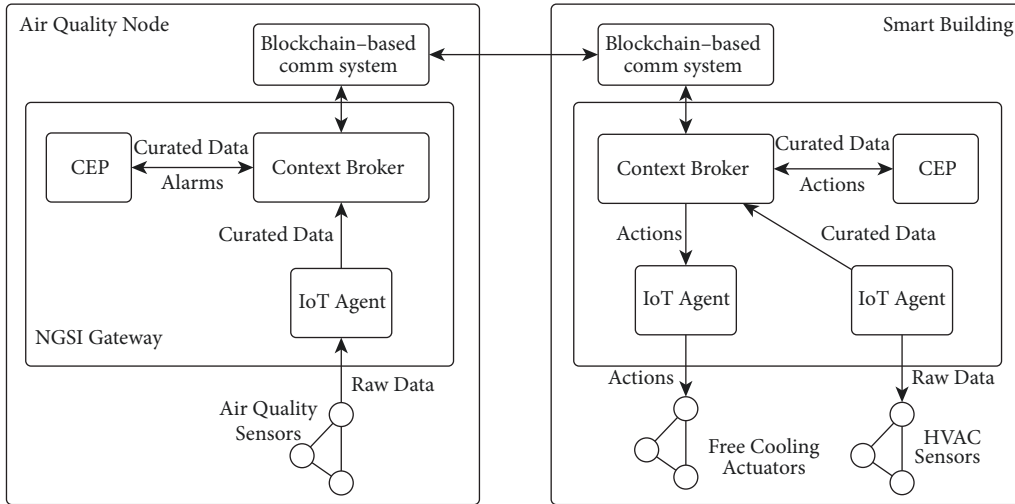 Air Quality Node
Blockchain–based
comm system
CEP
Curated Data
Alarms
Context Broker
Curated Data
IoT Agent
NGSI Gateway
Raw Data
Air Quality
Sensors
Smart Building
Blockchain–based
comm system
Context Broker
Curated Data
Actions
CEP
Actions
Curated Data
IoT Agent
IoT Agent
Actions
Raw Data
Free Cooling
Actuators
HVAC
Sensors